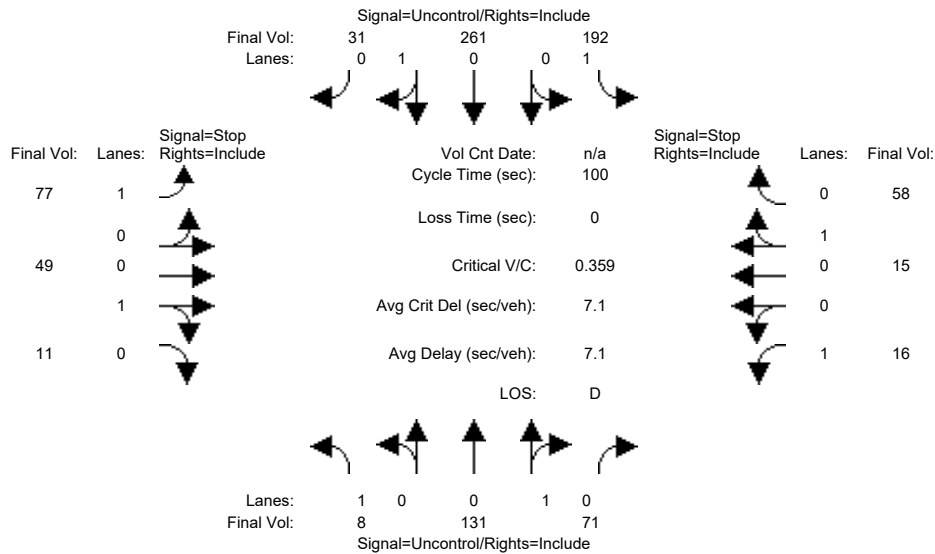 Signal=Uncontrol/Rights=Include
Final Vol: 31 261 192
Lanes: 0 1 0 0 1
Signal=Stop Signal=Stop
Final Vol: Lanes: Rights=Include Vol Cnt Date: n/a Rights=Include Lanes: Final Vol:
Cycle Time (sec): 100
77 1 0 58
Loss Time (sec): 0
0 1
49 0 Critical V/C: 0.359 0 15
1 Avg Crit Del (sec/veh): 7.1 0
11 0 Avg Delay (sec/veh): 7.1 1 16
LOS: D
Lanes: 1 0 0 1 0
Final Vol: 8 131 71
Signal=Uncontrol/Rights=Include